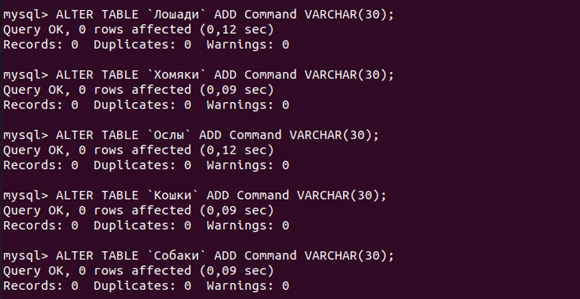 mysql> ALTER TABLE `Лошади` ADD Command VARCHAR(30);
Query OK, 0 rows affected (0,12 sec)
Records: 0  Duplicates: 0  Warnings: 0
mysql> ALTER TABLE `Хомяки` ADD Command VARCHAR(30);
Query OK, 0 rows affected (0,09 sec)
Records: 0  Duplicates: 0  Warnings: 0
mysql> ALTER TABLE `Ослы` ADD Command VARCHAR(30);
Query OK, 0 rows affected (0,12 sec)
Records: 0  Duplicates: 0  Warnings: 0
mysql> ALTER TABLE `Кошки` ADD Command VARCHAR(30);
Query OK, 0 rows affected (0,09 sec)
Records: 0  Duplicates: 0  Warnings: 0
mysql> ALTER TABLE `Собаки` ADD Command VARCHAR(30);
Query OK, 0 rows affected (0,09 sec)
Records: 0  Duplicates: 0  Warnings: 0